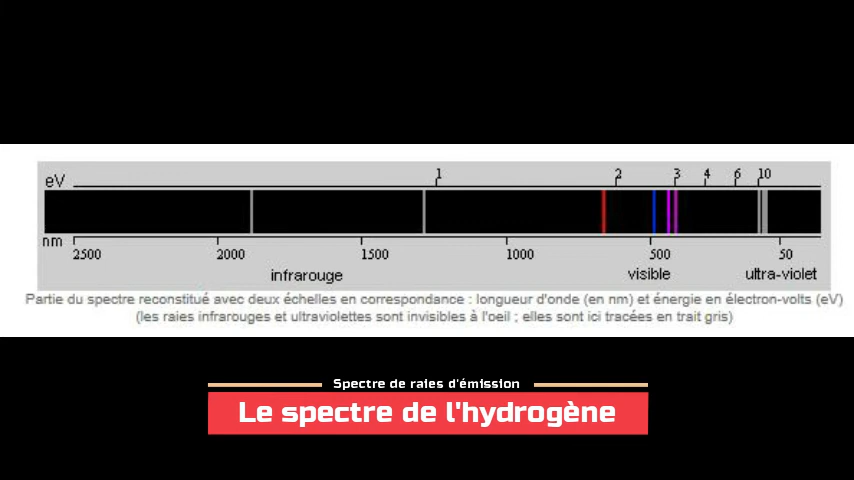 eV 1 2 3 4 6 10
nm 2500 2000 1500 1000 500 50
infrarouge visible ultra-violet
Partie du spectre reconstitué avec deux échelles en correspondance : longueur d'onde (en nm) et énergie en électron-volts (eV)
(les raies infrarouges et ultraviolettes sont invisibles à l'oeil ; elles sont ici tracées en trait gris)
Spectre de raies d'émission
Le spectre de l'hydrogène